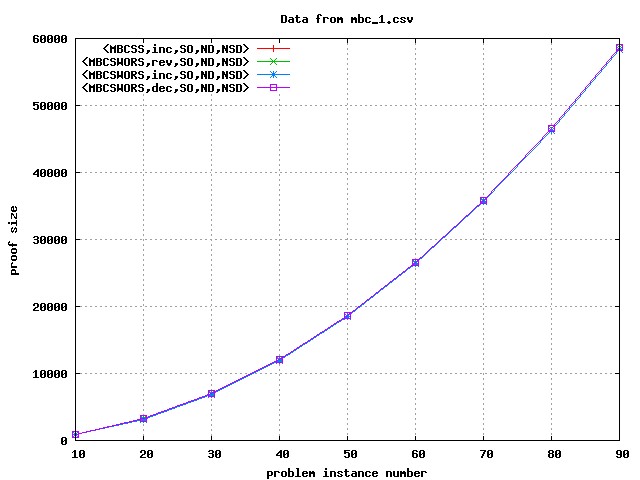 Data from mbc_1.csv
60000
50000
40000
30000
20000
10000
0
<MBCSS,inc,SO,ND,NSD>
<MBCSWORS,rev,SO,ND,NSD>
<MBCSWORS,inc,SO,ND,NSD>
<MBCSWORS,dec,SO,ND,NSD>
proof size
10 20 30 40 50 60 70 80 90
problem instance number